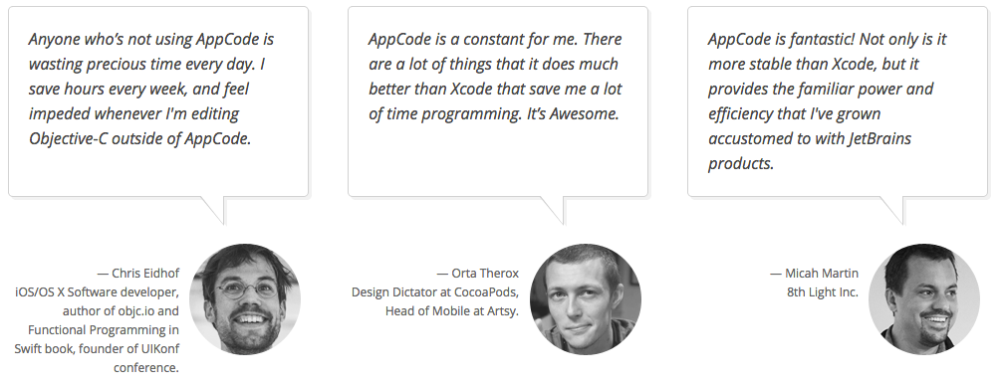 Anyone who’s not using AppCode is
wasting precious time every day. I
save hours every week, and feel
impeded whenever I'm editing
Objective-C outside of AppCode.
— Chris Eidhof
iOS/OS X Software developer,
author of objc.io and
Functional Programming in
Swift book, founder of UIKonf
conference.
AppCode is a constant for me. There
are a lot of things that it does much
better than Xcode that save me a lot
of time programming. It’s Awesome.
— Orta Therox
Design Dictator at CocoaPods,
Head of Mobile at Artsy.
AppCode is fantastic! Not only is it
more stable than Xcode, but it
provides the familiar power and
efficiency that I've grown
accustomed to with JetBrains
products.
— Micah Martin
8th Light Inc.